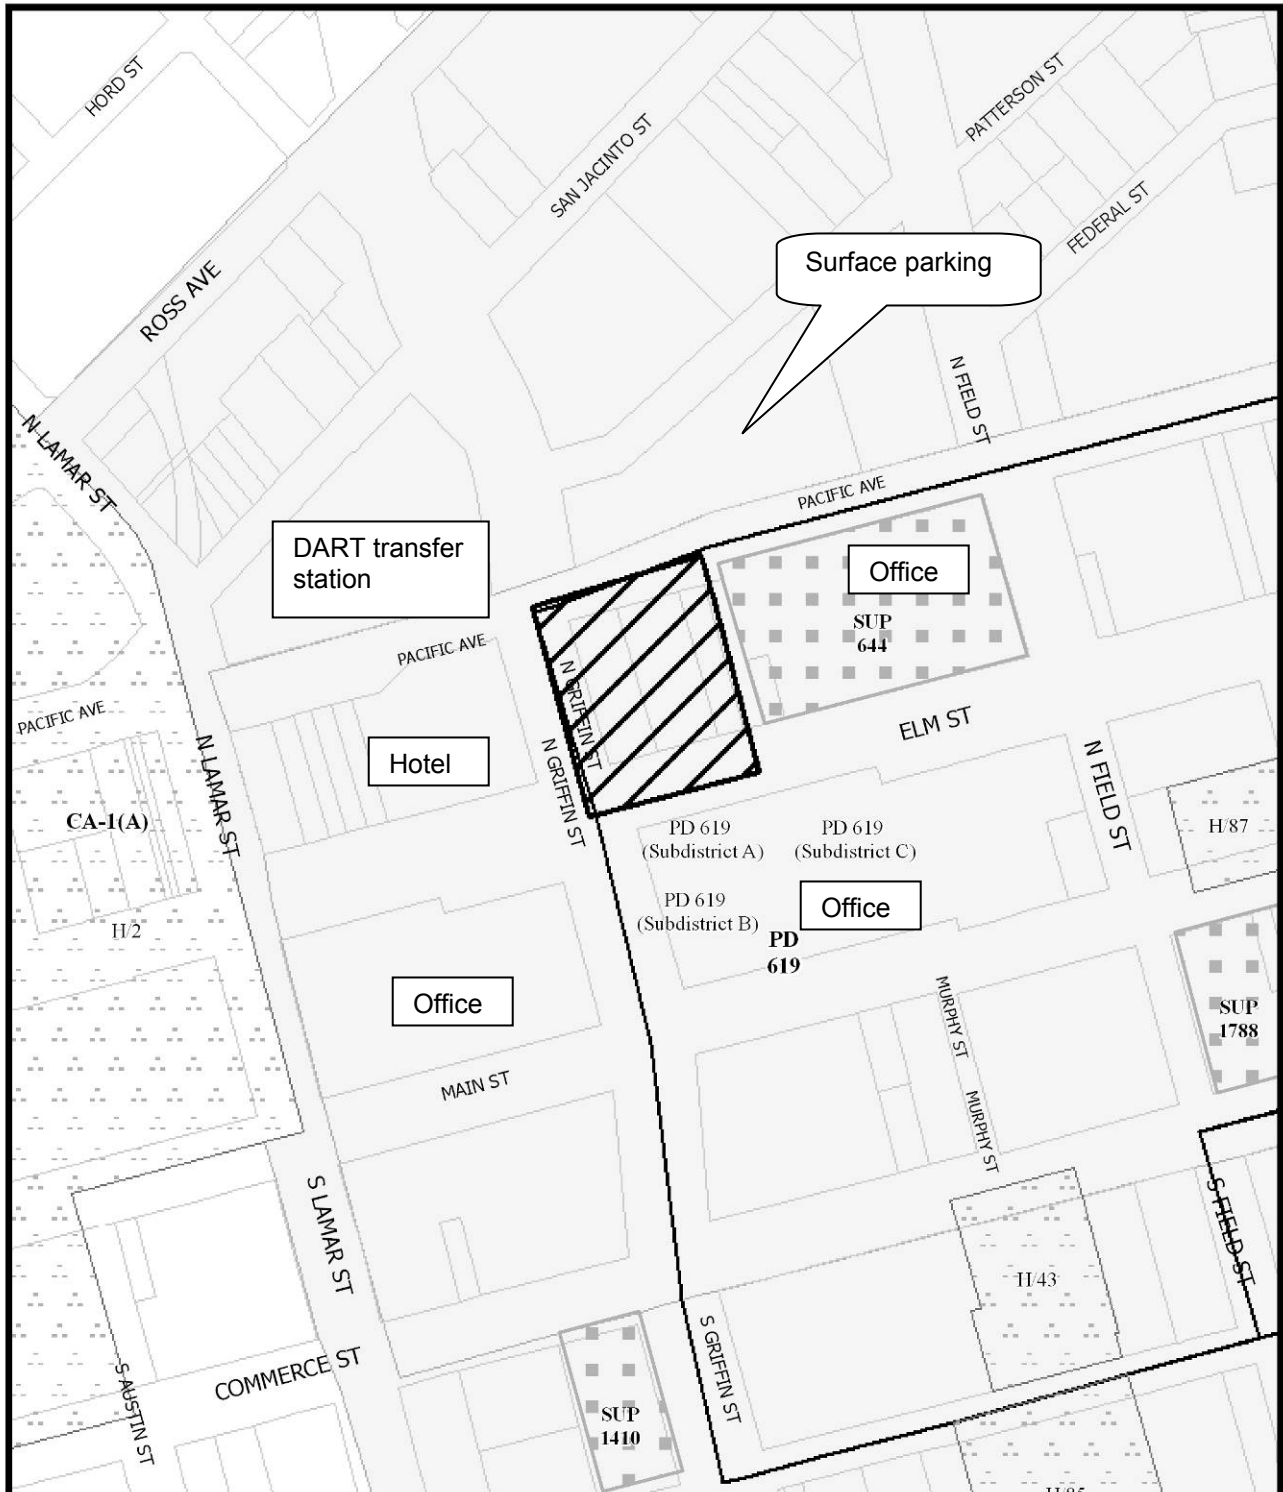 HORD ST
PATTERSON ST
SAN JACINTO ST
FEDERAL ST
Surface parking
ROSS AVE
N FIELD ST
N LAMAR ST
PACIFIC AVE
DART transfer
station
Office
SUP
644
PACIFIC AVE
N GRIFFIN ST
PACIFIC AVE
ELM ST
N LAMAR ST
Hotel
N GRIFFIN ST
N FIELD ST
CA-1(A)
PD 619
(Subdistrict A)
PD 619
(Subdistrict C)
H/87
PD 619
(Subdistrict B)
Office
H/2
PD
619
Office
MURPHY ST
SUP
1788
MAIN ST
MURPHY ST
S LAMAR ST
S FIELD ST
H/43
S GRIFFIN ST
COMMERCE ST
S AUSTIN ST
SUP
1410
H/85